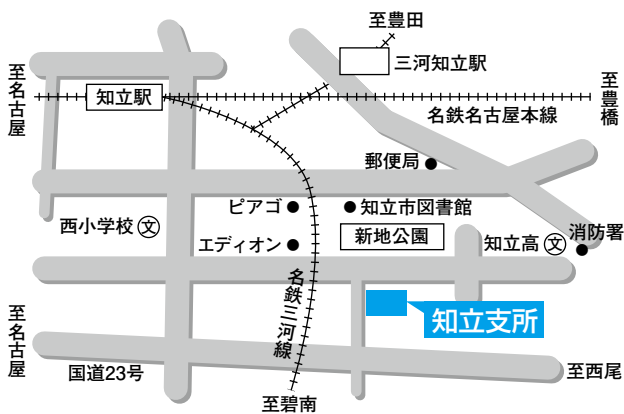 至豊田
三河知立駅
至名古屋
知立駅
至豊橋
名鉄名古屋本線
郵便局
ピアゴ
知立市図書館
西小学校
文
エディオン
新地公園
知立高
文
消防署
名鉄三河線
知立支所
至名古屋
国道23号
至西尾
至碧南